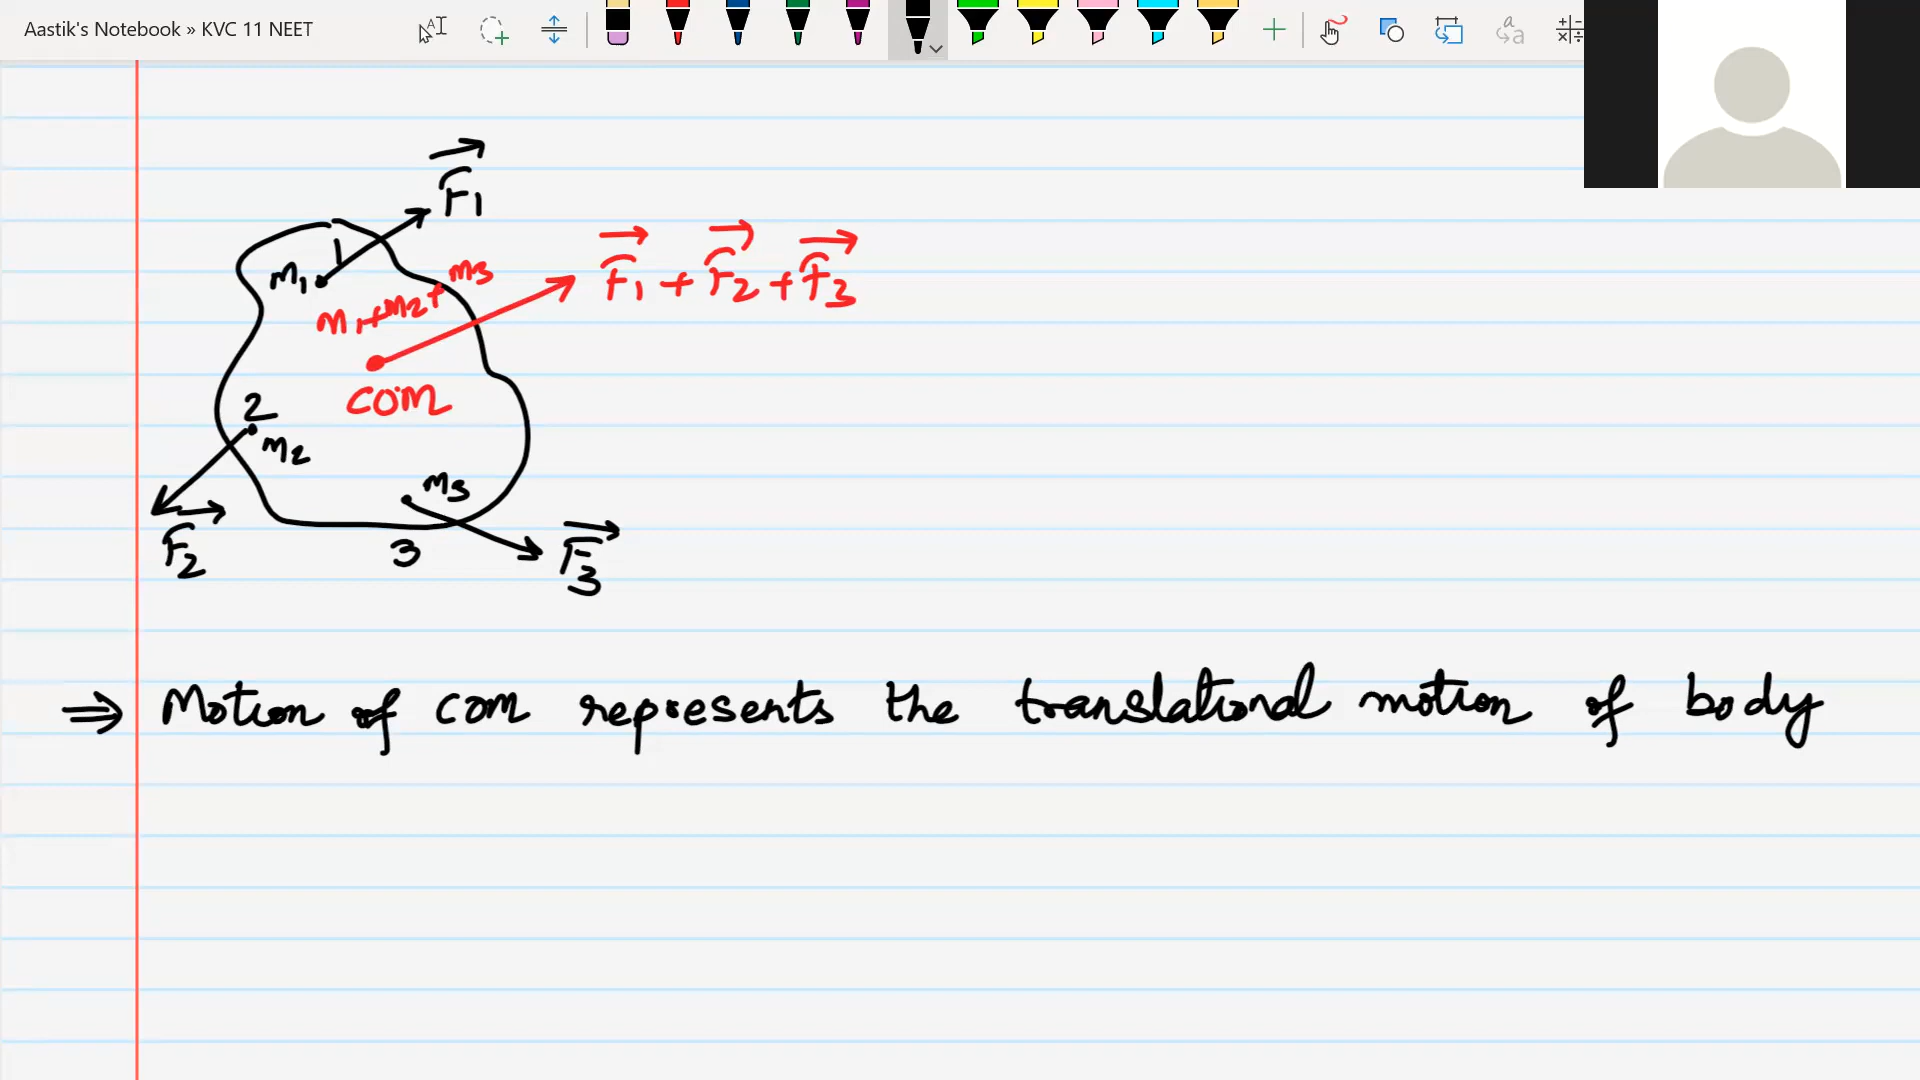 Aastik's Notebook » KVC 11 NEET
F1
1
m1
m1+m2+m3
F1 + F2 + F3
COM
2
m2
m3
F2
3
F3
⇒ Motion of com represents the translational motion of body